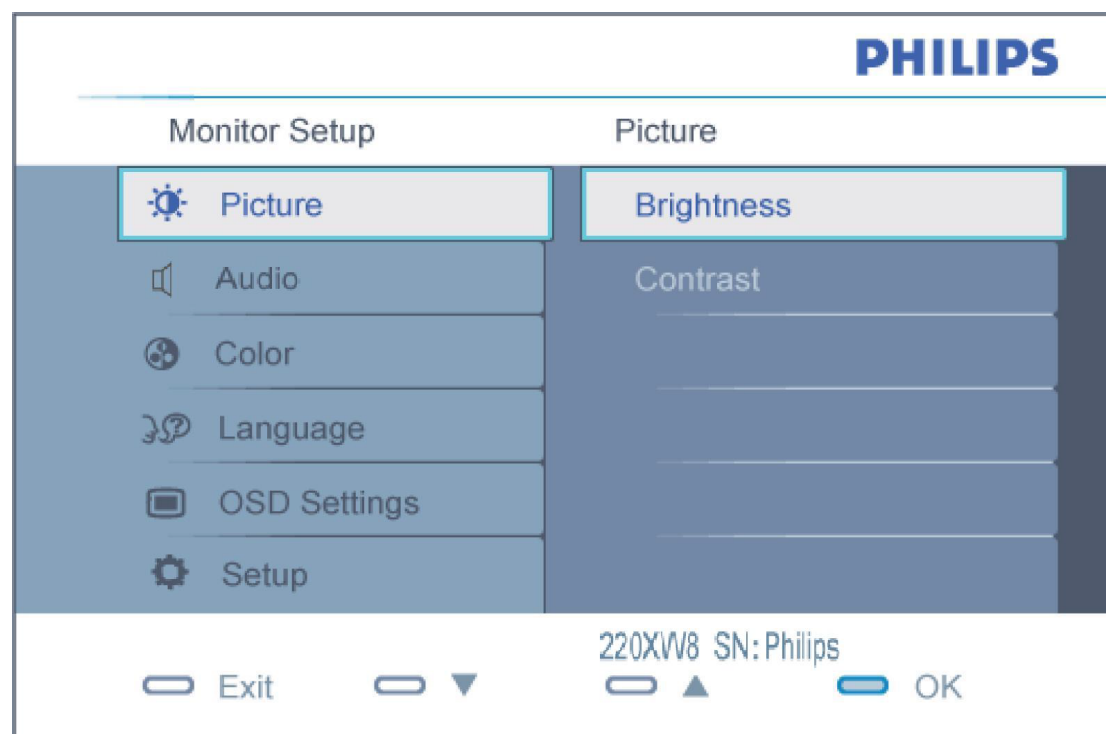 PHILIPS
Monitor Setup
Picture
Picture
Brightness
Audio
Contrast
Color
Language
OSD Settings
Setup
220XW8 SN: Philips
Exit ▼ ▲ OK